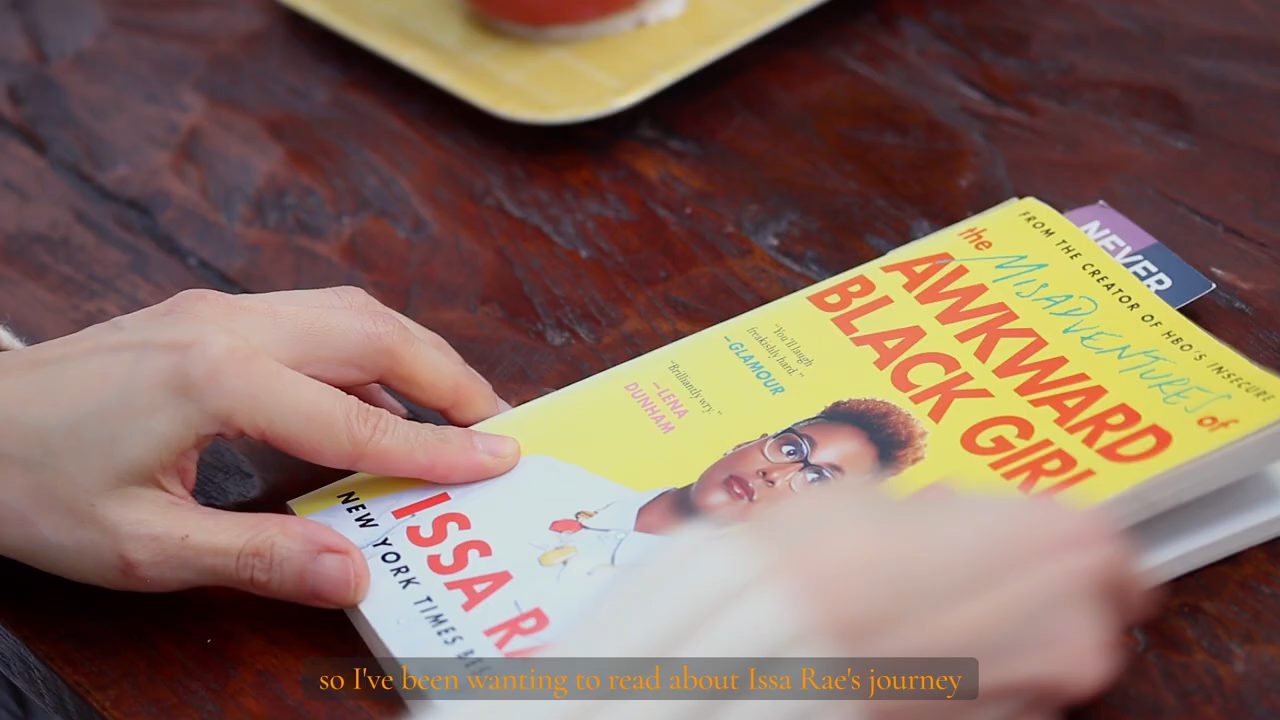 NEVER
FROM THE CREATOR OF HBO'S INSECURE
the MISADVENTURES of
AWKWARD
BLACK GIRL
"You'll laugh
freakishly hard."
—GLAMOUR
"Brilliantly wry."
—LENA
DUNHAM
ISSA
NEW YORK TIMES
so I've been wanting to read about Issa Rae's journey